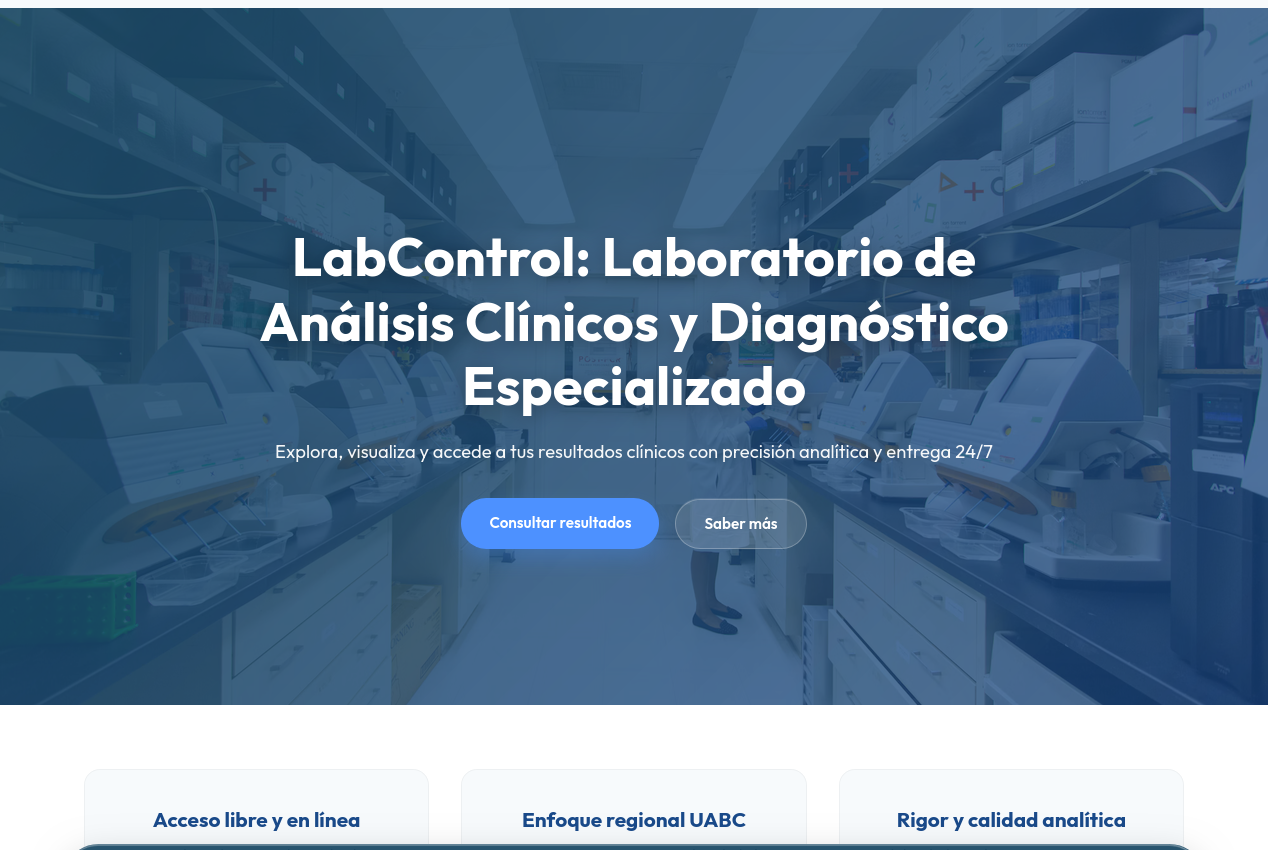 LabControl: Laboratorio de
Análisis Clínicos y Diagnóstico
Especializado
Explora, visualiza y accede a tus resultados clínicos con precisión analítica y entrega 24/7
Consultar resultados
Saber más
APC
Acceso libre y en línea
Enfoque regional UABC
Rigor y calidad analítica